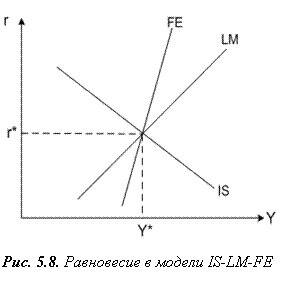 r
FE
LM
r*
IS
Y*
Y
Рис. 5.8. Равновесие в модели IS-LM-FE